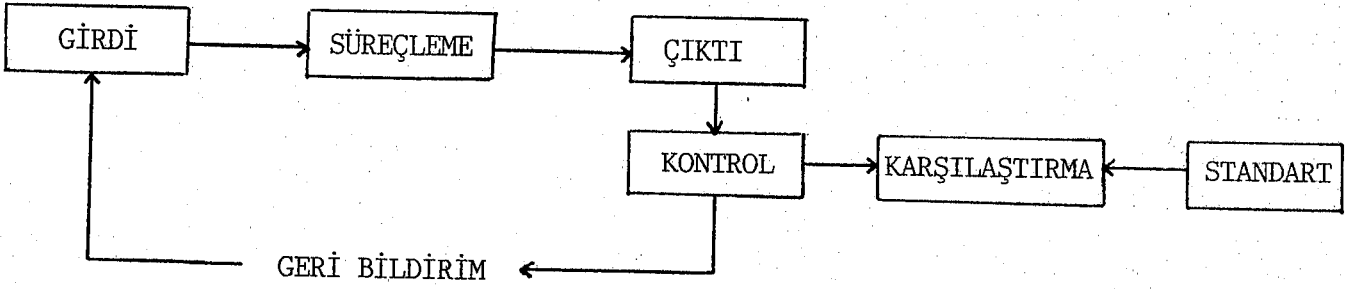 GİRDİ
SÜREÇLEME
ÇIKTI
KONTROL
KARŞILAŞTIRMA
STANDART
GERİ BİLDİRİM